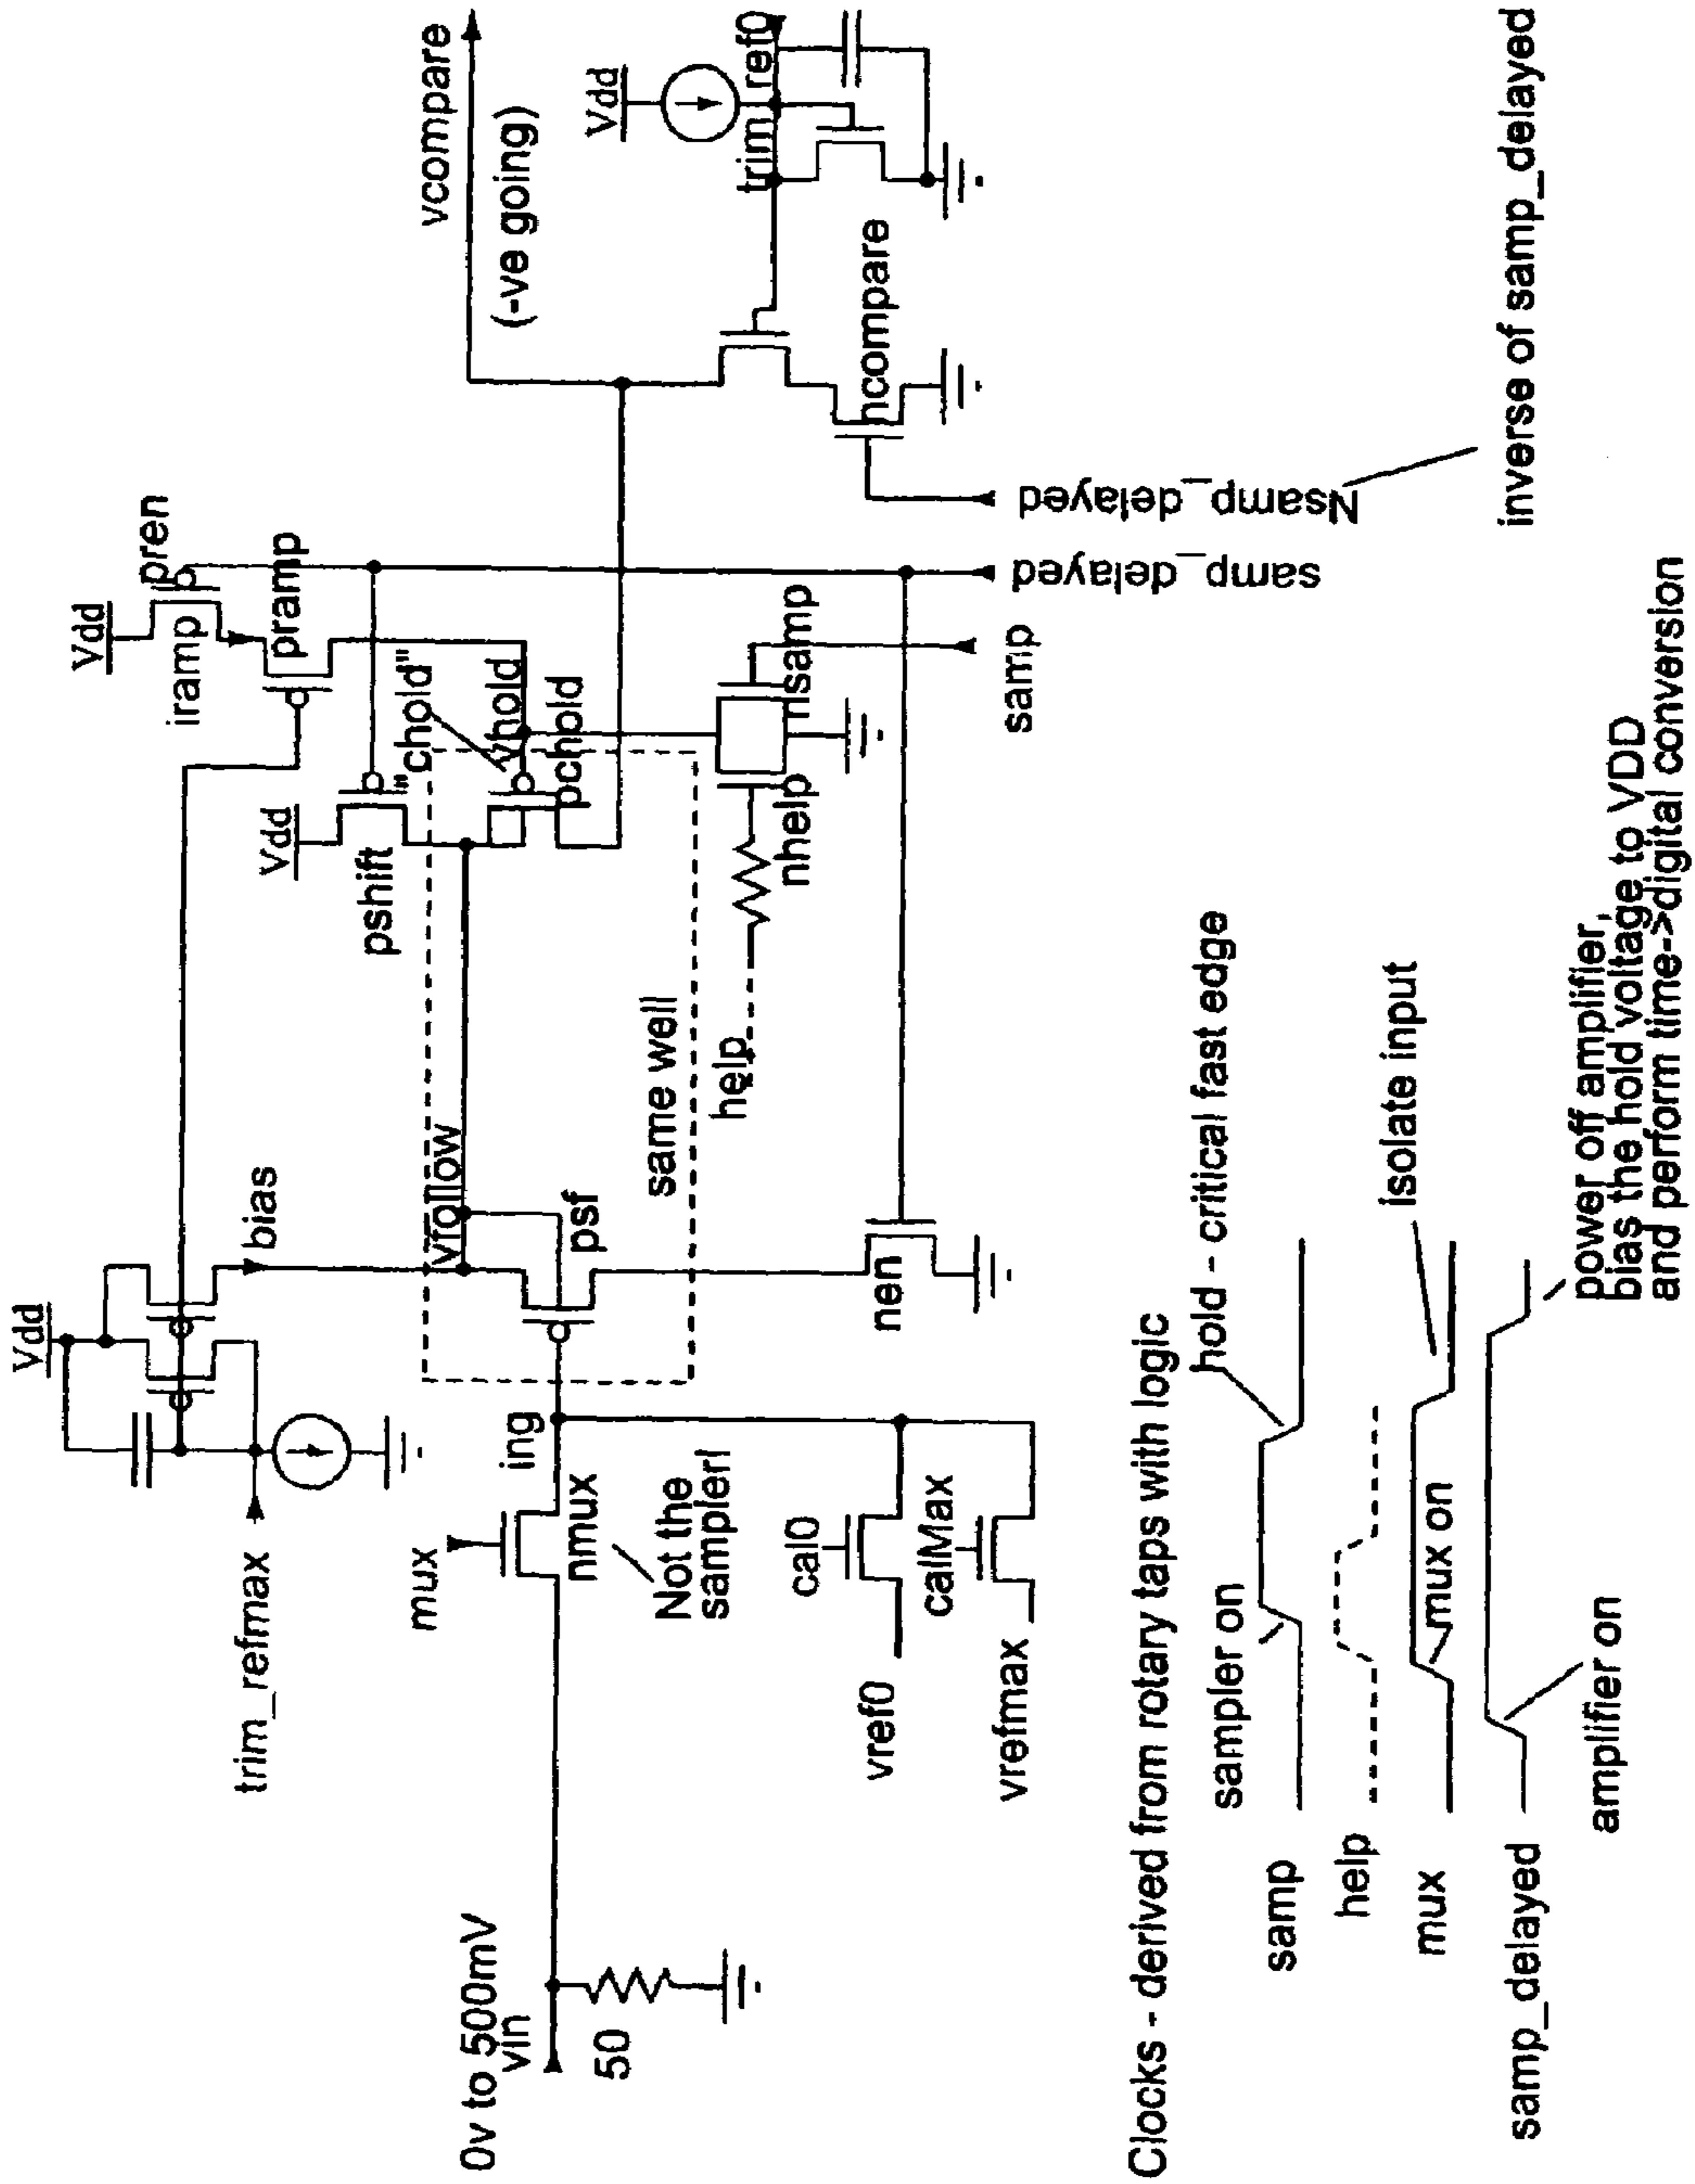 Vdd
trim_refmax
bias
mux
nmux
Not the
sampler!
ing
0v to 500mV
vin
50
cal0
vref0
calMax
vrefmax
vfollow
psf
same well
nen
Vdd
pshift
Vdd
pren
iramp
pramp
"chold"
vhold
pchold
help
nhelp
nsamp
samp
samp_delayed
Nsamp_delayed
inverse of samp_delayed
vcompare
(-ve going)
ncompare
Vdd
trim_ref0
Clocks - derived from rotary taps with logic
samp
sampler on
hold - critical fast edge
help
mux
mux on
isolate input
samp_delayed
amplifier on
power off amplifier,
bias the hold voltage to VDD
and perform time->digital conversion